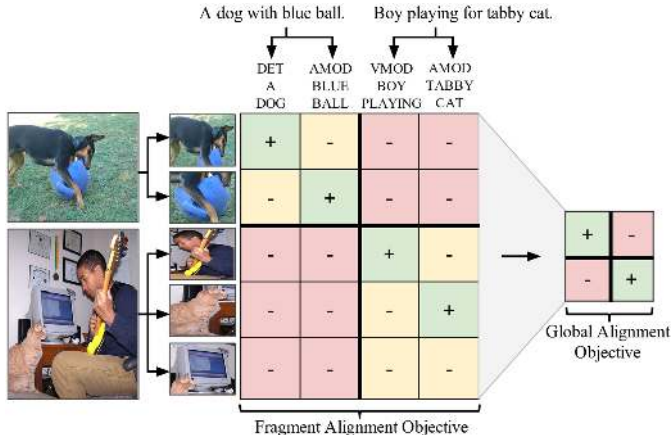 A dog with blue ball. Boy playing for tabby cat.
DET AMOD VMOD AMOD
A BLUE BOY TABBY
DOG BALL PLAYING CAT
+ - - -
- + - -
- - + -
- - - +
- - - -
+ -
- +
Global Alignment
Objective
Fragment Alignment Objective